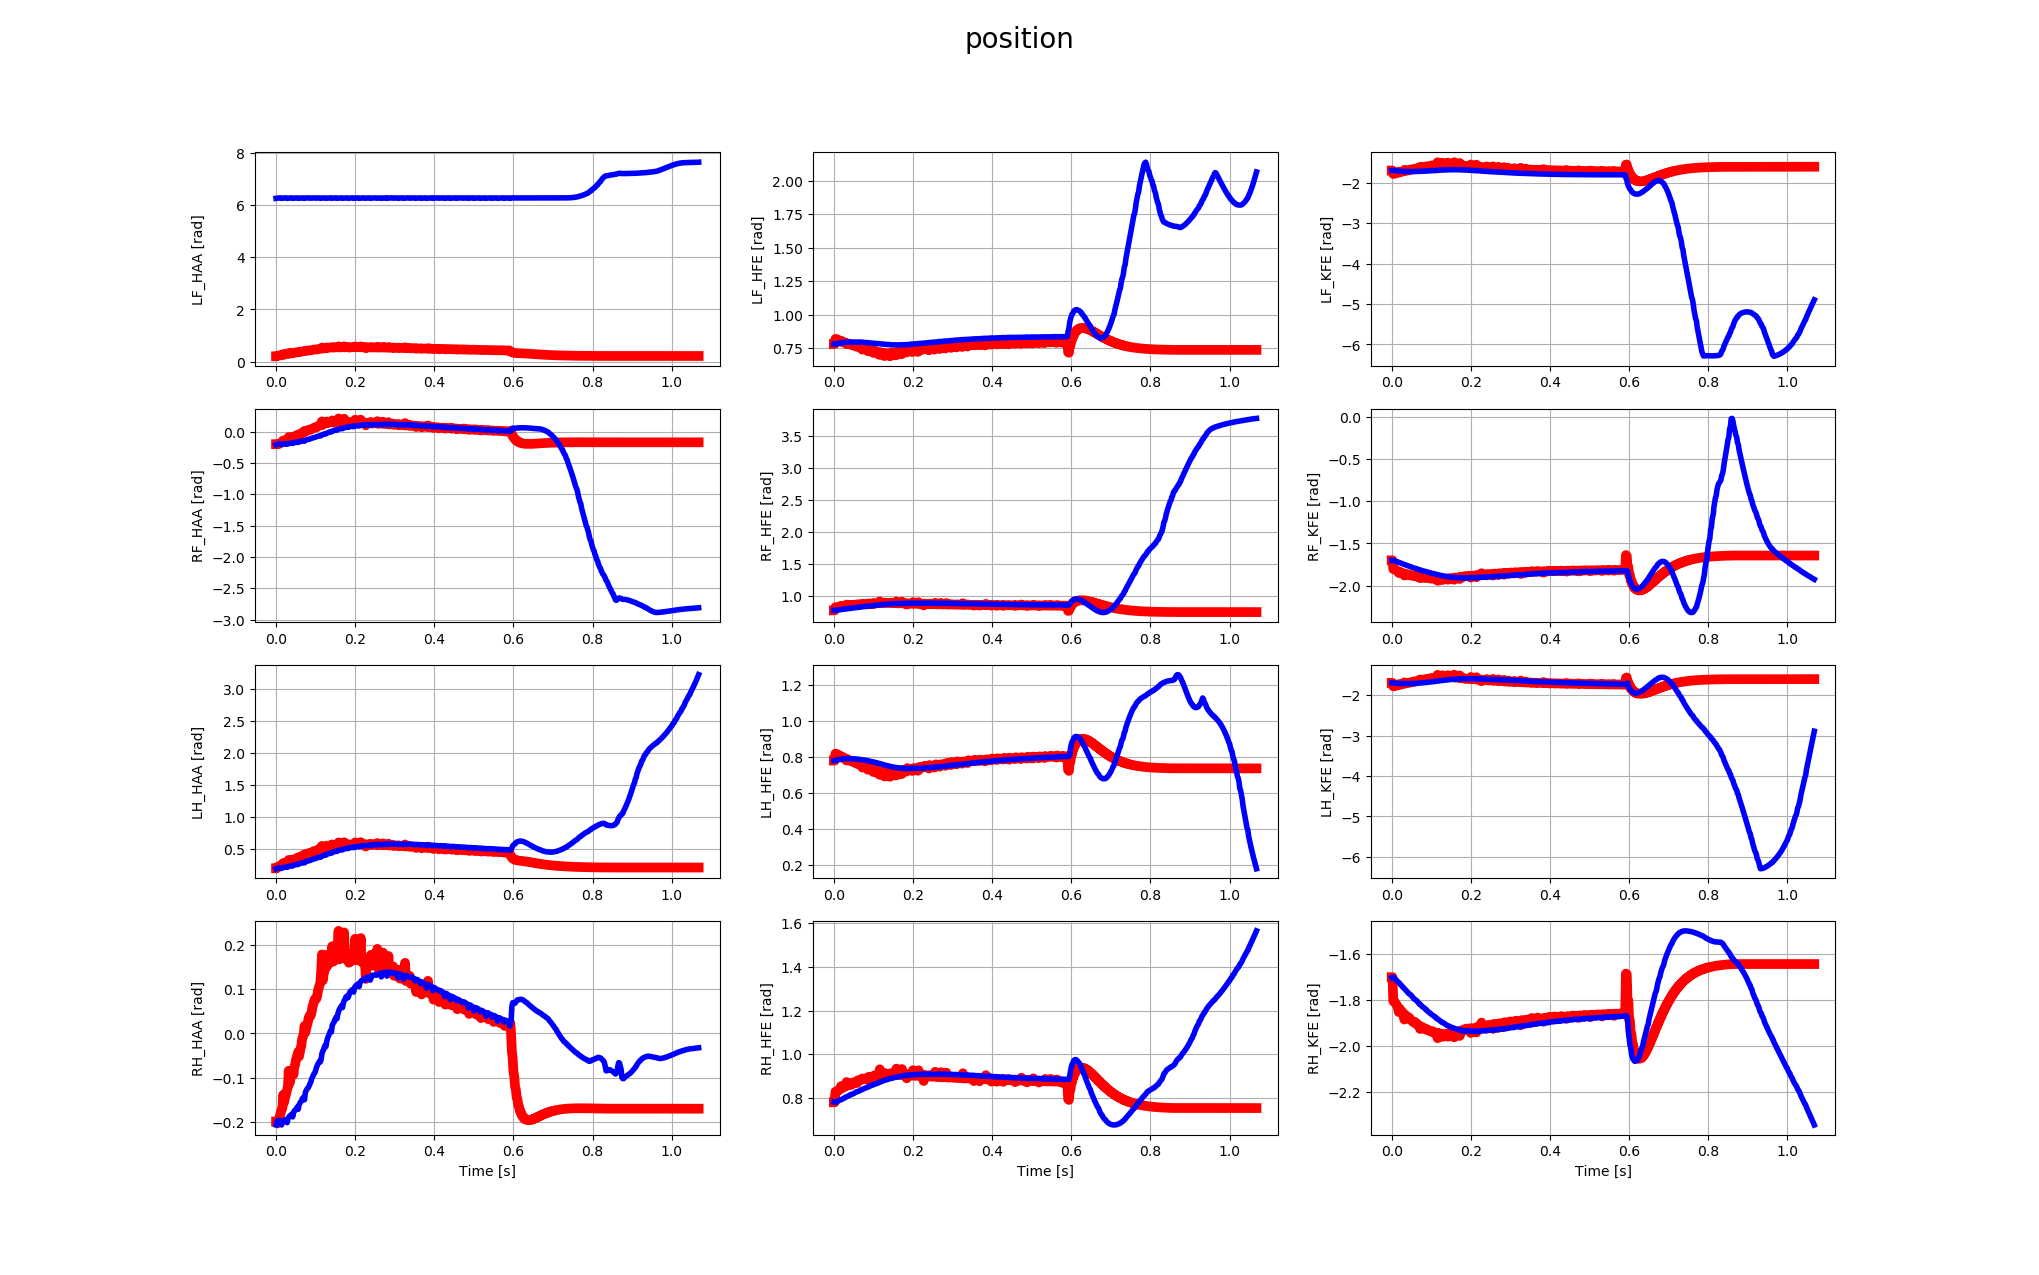 position
LF_HAA [rad]
8
6
4
2
0
0.0 0.2 0.4 0.6 0.8 1.0
LF_HFE [rad]
2.00
1.75
1.50
1.25
1.00
0.75
0.0 0.2 0.4 0.6 0.8 1.0
LF_KFE [rad]
−2
−3
−4
−5
−6
0.0 0.2 0.4 0.6 0.8 1.0
RF_HAA [rad]
0.0
−0.5
−1.0
−1.5
−2.0
−2.5
−3.0
0.0 0.2 0.4 0.6 0.8 1.0
RF_HFE [rad]
3.5
3.0
2.5
2.0
1.5
1.0
0.0 0.2 0.4 0.6 0.8 1.0
RF_KFE [rad]
0.0
−0.5
−1.0
−1.5
−2.0
0.0 0.2 0.4 0.6 0.8 1.0
LH_HAA [rad]
3.0
2.5
2.0
1.5
1.0
0.5
0.0 0.2 0.4 0.6 0.8 1.0
LH_HFE [rad]
1.2
1.0
0.8
0.6
0.4
0.2
0.0 0.2 0.4 0.6 0.8 1.0
LH_KFE [rad]
−2
−3
−4
−5
−6
0.0 0.2 0.4 0.6 0.8 1.0
RH_HAA [rad]
0.2
0.1
0.0
−0.1
−0.2
0.0 0.2 0.4 0.6 0.8 1.0
Time [s]
RH_HFE [rad]
1.6
1.4
1.2
1.0
0.8
0.0 0.2 0.4 0.6 0.8 1.0
Time [s]
RH_KFE [rad]
−1.6
−1.8
−2.0
−2.2
0.0 0.2 0.4 0.6 0.8 1.0
Time [s]